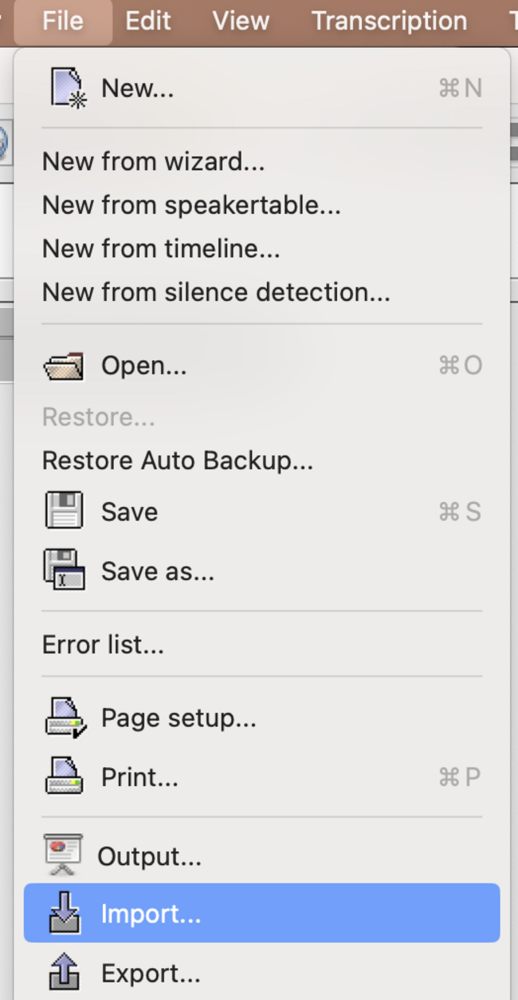 File Edit View Transcription T
New... ⌘N
New from wizard...
New from speakertable...
New from timeline...
New from silence detection...
Open... ⌘O
Restore...
Restore Auto Backup...
Save ⌘S
Save as...
Error list...
Page setup...
Print... ⌘P
Output...
Import...
Export...